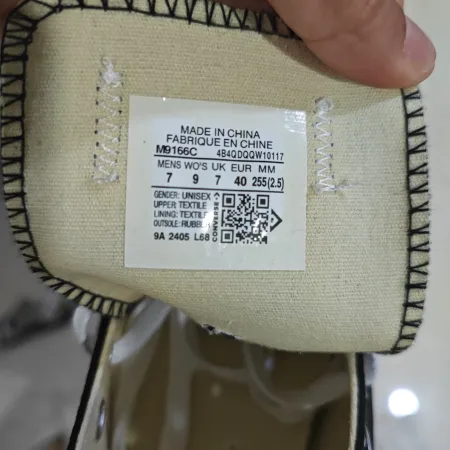 MADE IN CHINA
FABRIQUE EN CHINE
M9166C 4B4QDQQW10117
MENS WO'S UK EUR MM
7 9 7 40 255(2.5)
GENDER: UNISEX
UPPER: TEXTILE
LINING: TEXTILE
OUTSOLE: RUBBER
9A 2405 L68
CONVERSE